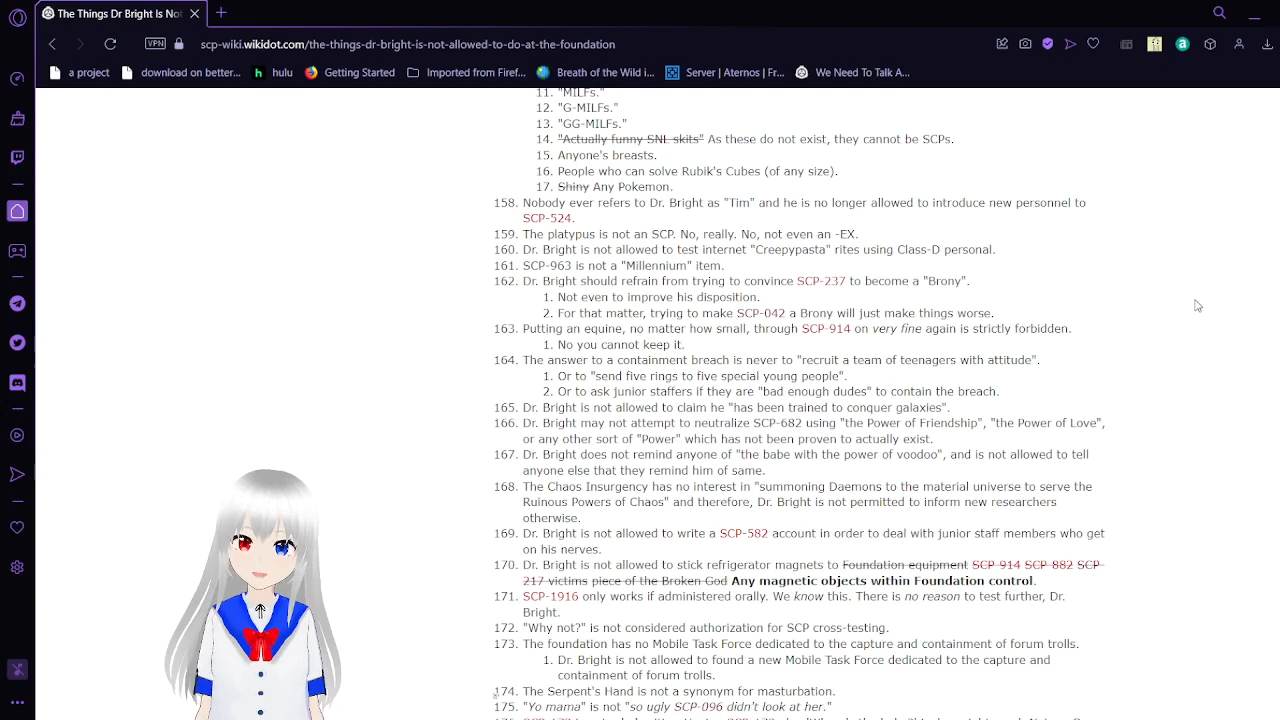 The Things Dr Bright Is Not
VPN
scp-wiki.wikidot.com/the-things-dr-bright-is-not-allowed-to-do-at-the-foundation
a project
download on better...
hulu
Getting Started
Imported from Firef...
Breath of the Wild i...
Server | Aternos | Fr...
We Need To Talk A...
11. "MILFs."
12. "G-MILFs."
13. "GG-MILFs."
14. "Actually funny SNL skits" As these do not exist, they cannot be SCPs.
15. Anyone's breasts.
16. People who can solve Rubik's Cubes (of any size).
17. Shiny Any Pokemon.
158. Nobody ever refers to Dr. Bright as "Tim" and he is no longer allowed to introduce new personnel to
SCP-524.
159. The platypus is not an SCP. No, really. No, not even an -EX.
160. Dr. Bright is not allowed to test internet "Creepypasta" rites using Class-D personal.
161. SCP-963 is not a "Millennium" item.
162. Dr. Bright should refrain from trying to convince SCP-237 to become a "Brony".
1. Not even to improve his disposition.
2. For that matter, trying to make SCP-042 a Brony will just make things worse.
163. Putting an equine, no matter how small, through SCP-914 on very fine again is strictly forbidden.
1. No you cannot keep it.
164. The answer to a containment breach is never to "recruit a team of teenagers with attitude".
1. Or to "send five rings to five special young people".
2. Or to ask junior staffers if they are "bad enough dudes" to contain the breach.
165. Dr. Bright is not allowed to claim he "has been trained to conquer galaxies".
166. Dr. Bright may not attempt to neutralize SCP-682 using "the Power of Friendship", "the Power of Love",
or any other sort of "Power" which has not been proven to actually exist.
167. Dr. Bright does not remind anyone of "the babe with the power of voodoo", and is not allowed to tell
anyone else that they remind him of same.
168. The Chaos Insurgency has no interest in "summoning Daemons to the material universe to serve the
Ruinous Powers of Chaos" and therefore, Dr. Bright is not permitted to inform new researchers
otherwise.
169. Dr. Bright is not allowed to write a SCP-582 account in order to deal with junior staff members who get
on his nerves.
170. Dr. Bright is not allowed to stick refrigerator magnets to Foundation equipment SCP-914 SCP-882 SCP-
217 victims piece of the Broken God Any magnetic objects within Foundation control.
171. SCP-1916 only works if administered orally. We know this. There is no reason to test further, Dr.
Bright.
172. "Why not?" is not considered authorization for SCP cross-testing.
173. The foundation has no Mobile Task Force dedicated to the capture and containment of forum trolls.
1. Dr. Bright is not allowed to found a new Mobile Task Force dedicated to the capture and
containment of forum trolls.
174. The Serpent's Hand is not a synonym for masturbation.
175. "Yo mama" is not "so ugly SCP-096 didn't look at her."